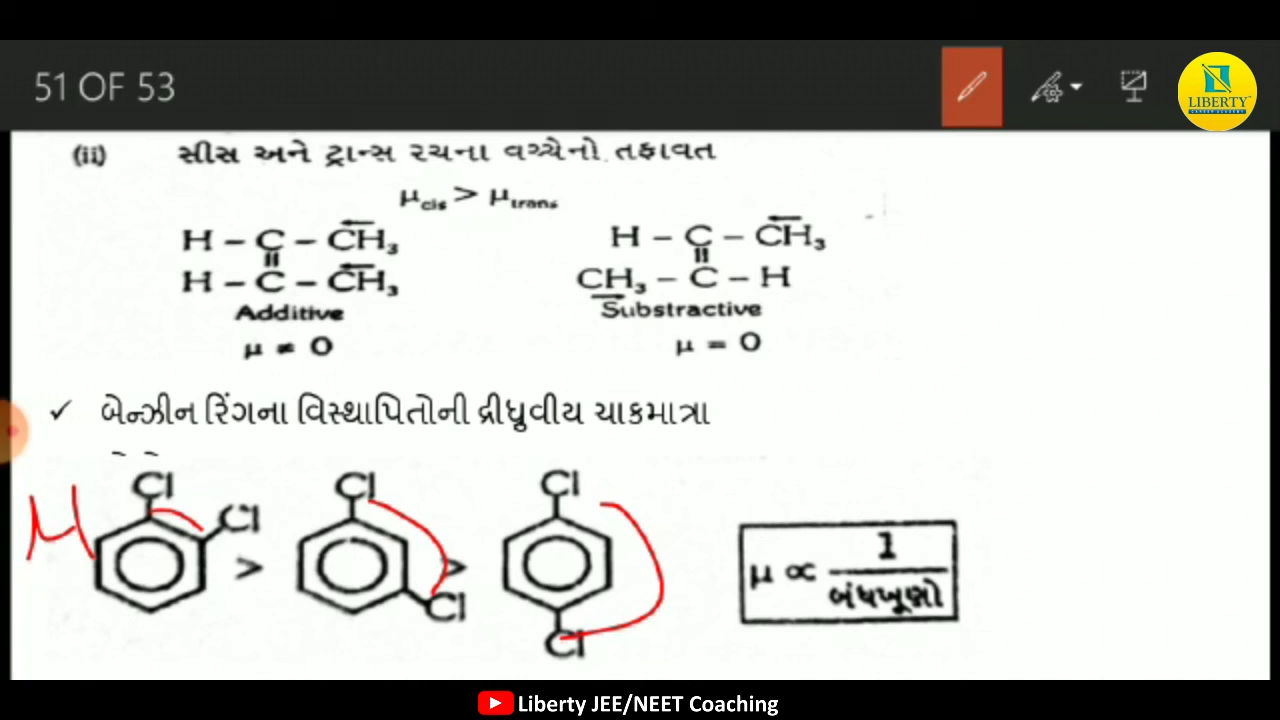 51 OF 53
LIBERTY
(ii) સીસ અને ટ્રાન્સ રચના વચ્ચેનો તફાવત
μcis > μtrans
H – C – CH₃
H – C – CH₃
Additive
μ ≠ 0
H – C – CH₃
CH₃ – C – H
Substractive
μ = 0
✓ બેન્ઝીન રિંગના વિસ્થાપિતોની દ્રીધ્રુવીય ચાકમાત્રા
μ
Cl
Cl
>
Cl
Cl
>
Cl
Cl
μ ∝ 1/બંધખૂણો
Liberty JEE/NEET Coaching